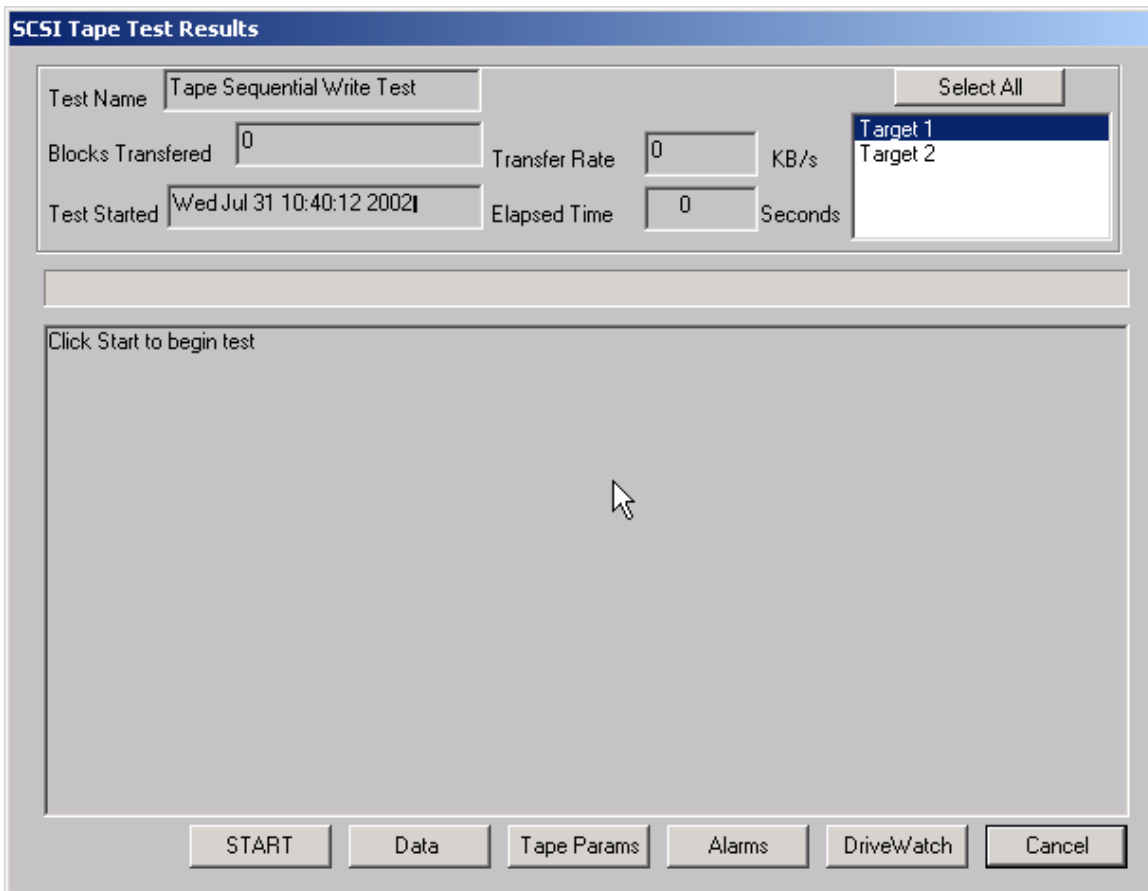 SCSI Tape Test Results
Select All
Test Name Tape Sequential Write Test
Target 1
Target 2
Blocks Transfered 0
Transfer Rate 0 KB/s
Test Started Wed Jul 31 10:40:12 2002
Elapsed Time 0 Seconds
Click Start to begin test
START Data Tape Params Alarms DriveWatch Cancel